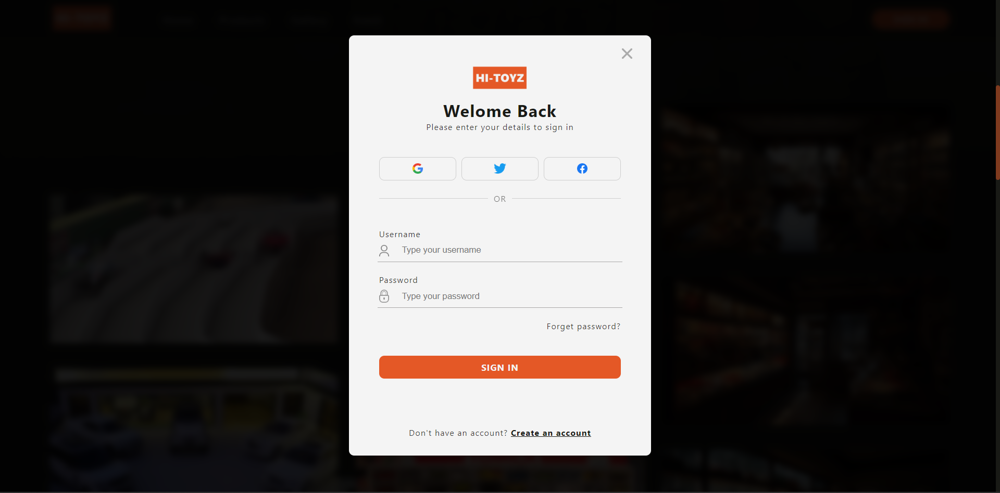 HI-TOYZ
Welome Back
Please enter your details to sign in
OR
Username
Type your username
Password
Type your password
Forget password?
SIGN IN
Don't have an account? Create an account